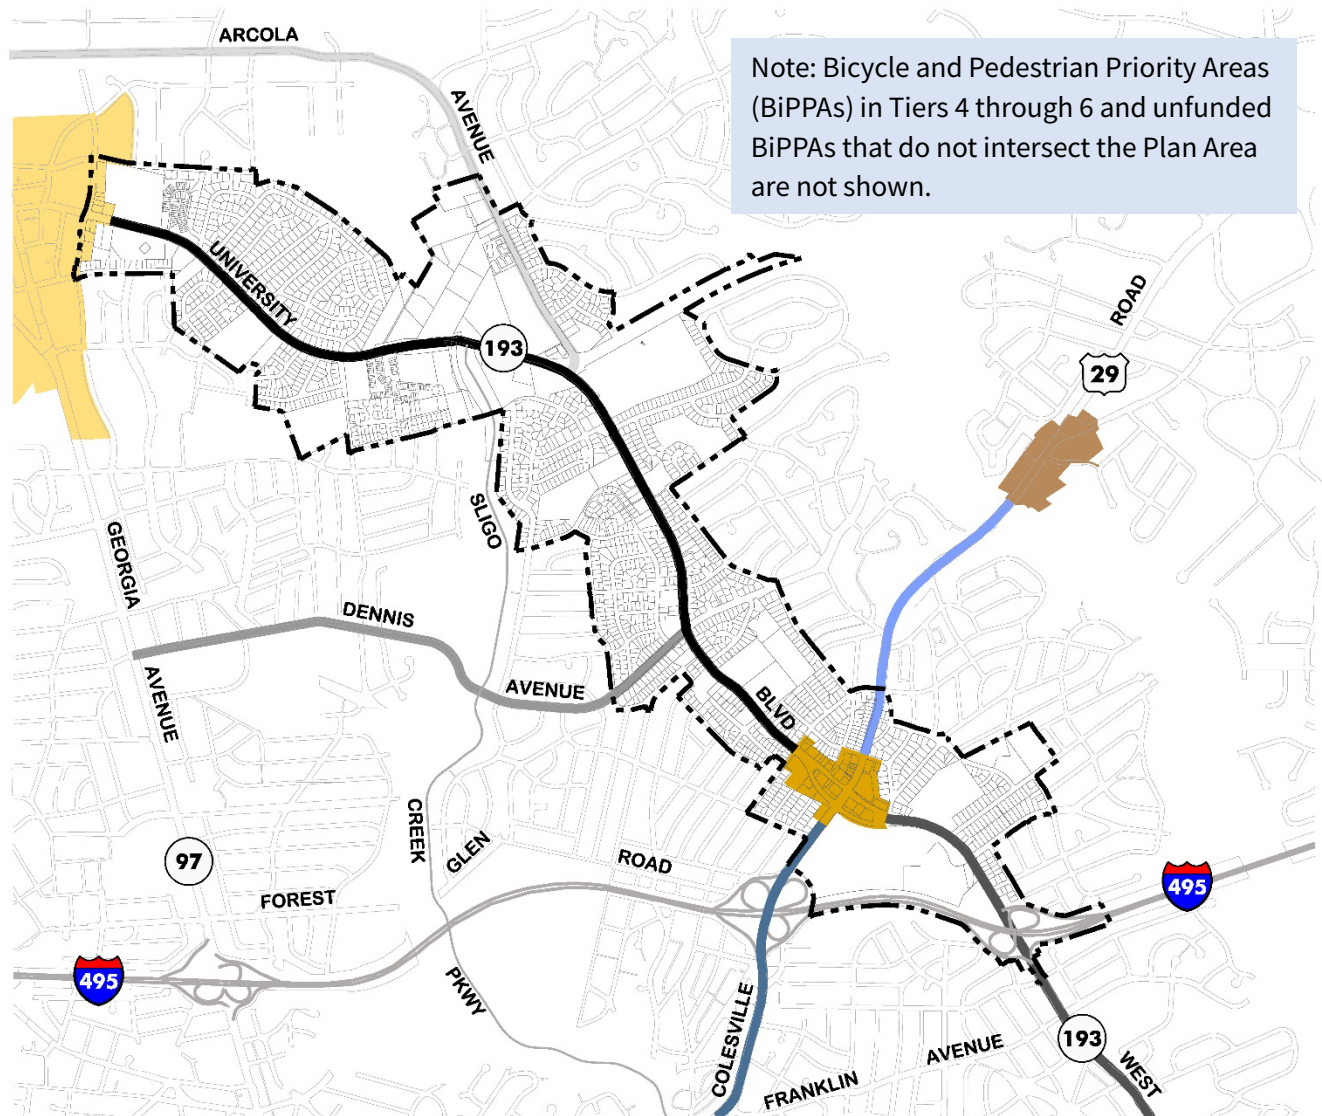 ARCOLA
AVENUE
Note: Bicycle and Pedestrian Priority Areas
(BiPPAs) in Tiers 4 through 6 and unfunded
BiPPAs that do not intersect the Plan Area
are not shown.
UNIVERSITY
193
ROAD
29
SLIGO
GEORGIA
DENNIS
AVENUE
AVENUE
BLVD
CREEK
GLEN
ROAD
97
FOREST
495
495
PKWY
COLESVILLE
193
AVENUE
FRANKLIN
WEST